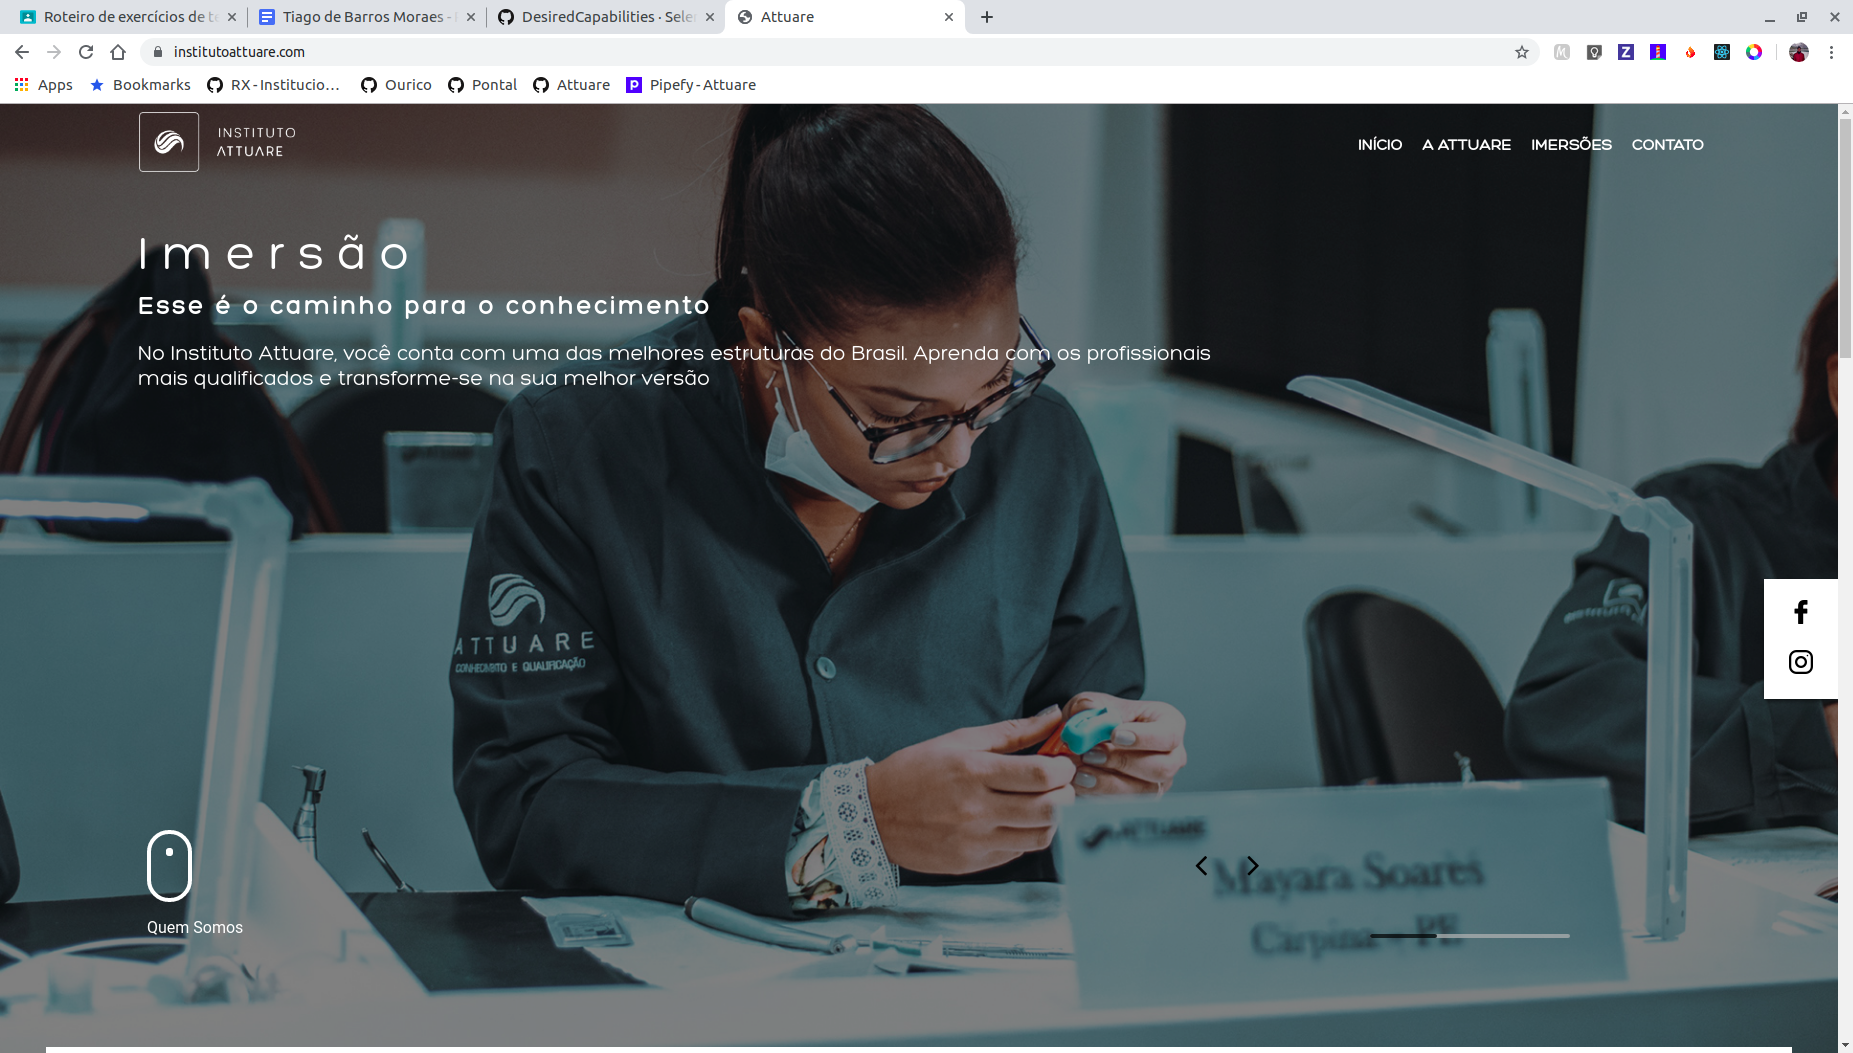 Roteiro de exercícios de te
Tiago de Barros Moraes -
DesiredCapabilities · Sele
Attuare
institutoattuare.com
Apps
Bookmarks
RX - Institucio...
Ourico
Pontal
Attuare
Pipefy - Attuare
INSTITUTO
ATTUARE
INÍCIO
A ATTUARE
IMERSÕES
CONTATO
Imersão
Esse é o caminho para o conhecimento
No Instituto Attuare, você conta com uma das melhores estruturas do Brasil. Aprenda com os profissionais
mais qualificados e transforme-se na sua melhor versão
ATTUARE
CONHECIMENTO E QUALIFICAÇÃO
ATTUARE
Mayara Soares
Carpina - PE
Quem Somos